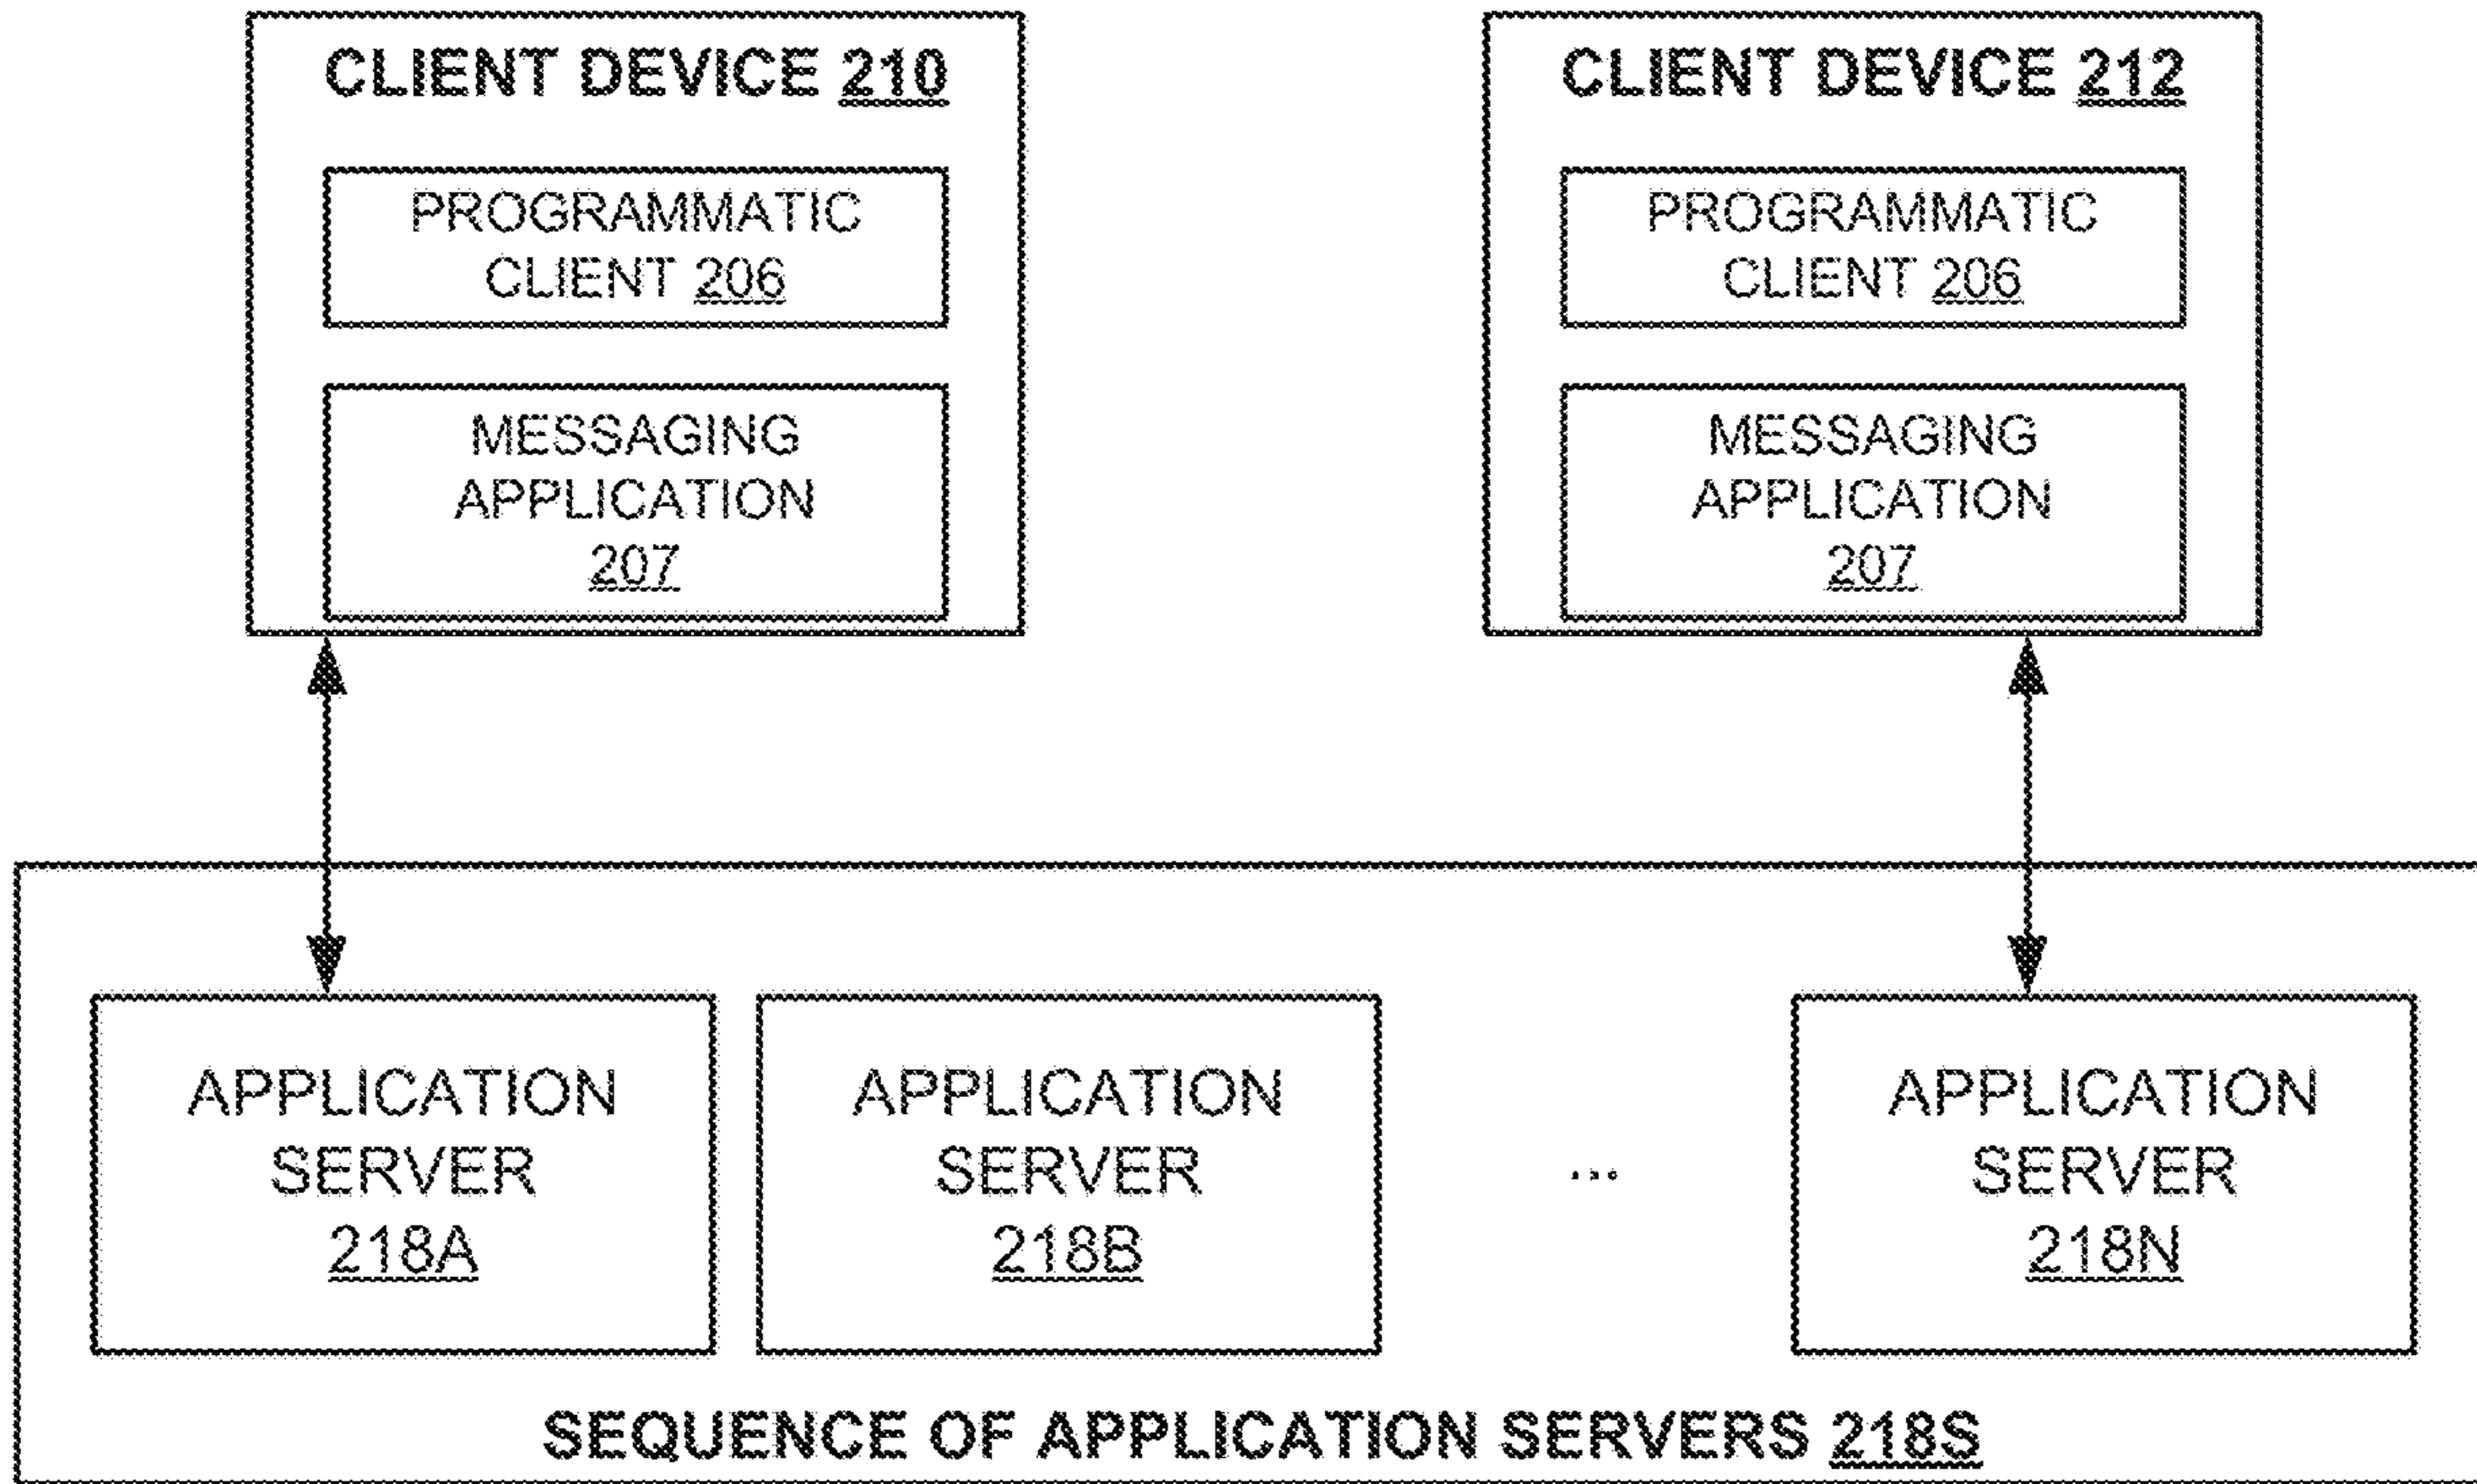 CLIENT DEVICE 210
PROGRAMMATIC
CLIENT 206
MESSAGING
APPLICATION
207
CLIENT DEVICE 212
PROGRAMMATIC
CLIENT 206
MESSAGING
APPLICATION
207
APPLICATION
SERVER
218A
APPLICATION
SERVER
218B
...
APPLICATION
SERVER
218N
SEQUENCE OF APPLICATION SERVERS 218S